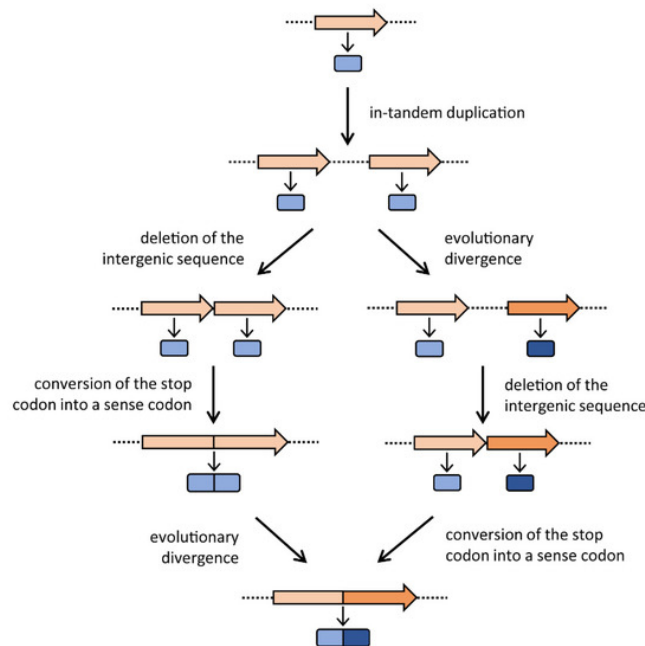 in-tandem duplication
deletion of the
intergenic sequence
evolutionary
divergence
conversion of the stop
codon into a sense codon
deletion of the
intergenic sequence
evolutionary
divergence
conversion of the stop
codon into a sense codon